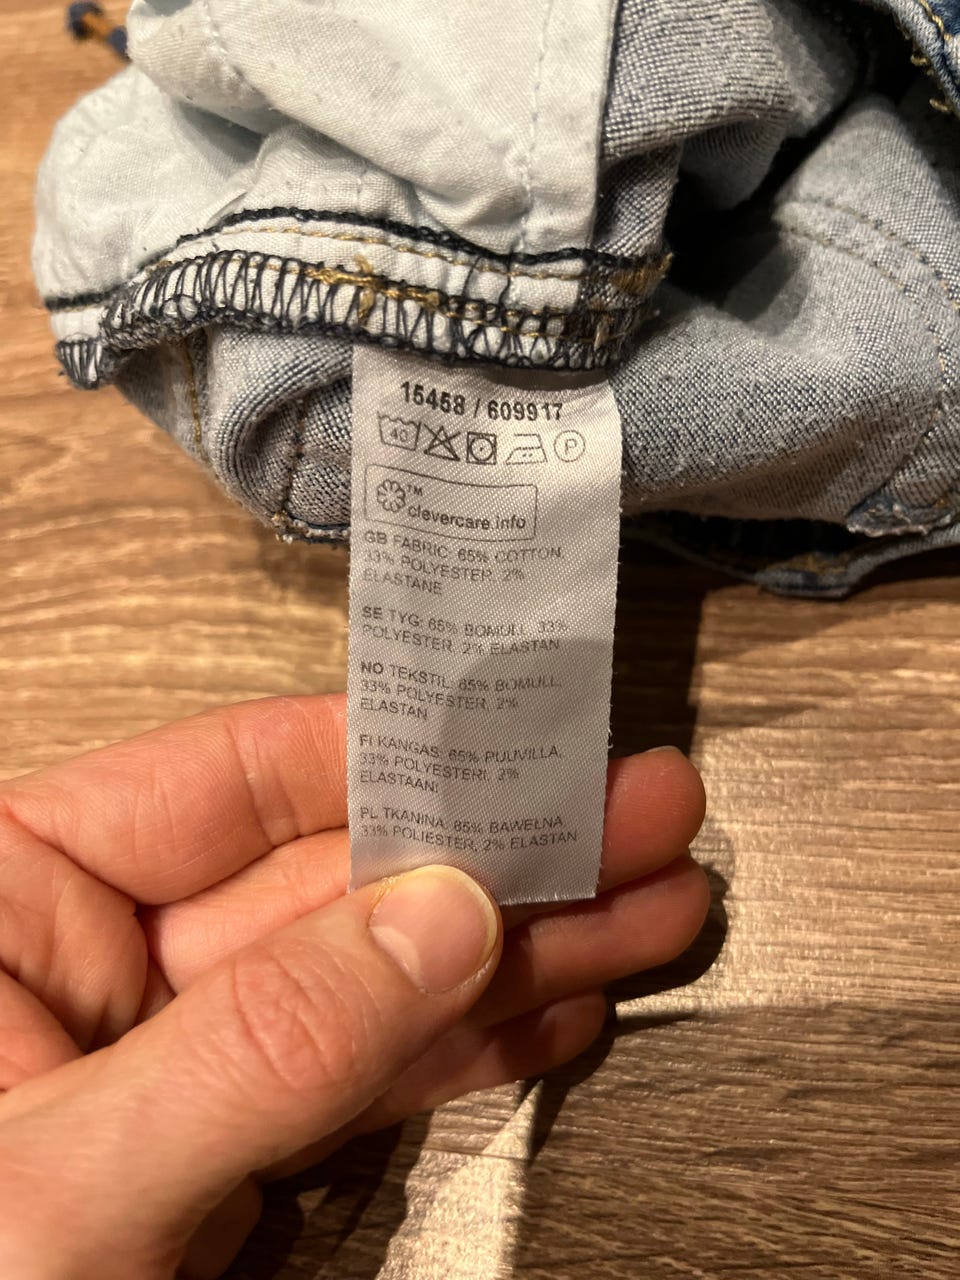 15458 / 609917
40 P
™
clevercare.info
GB FABRIC: 65% COTTON,
33% POLYESTER, 2%
ELASTANE
SE TYG: 65% BOMULL, 33%
POLYESTER, 2% ELASTAN
NO TEKSTIL: 65% BOMULL,
33% POLYESTER, 2%
ELASTAN
FI KANGAS: 65% PUUVILLA,
33% POLYESTERI, 2%
ELASTAANI
PL TKANINA: 65% BAWEŁNA,
33% POLIESTER, 2% ELASTAN